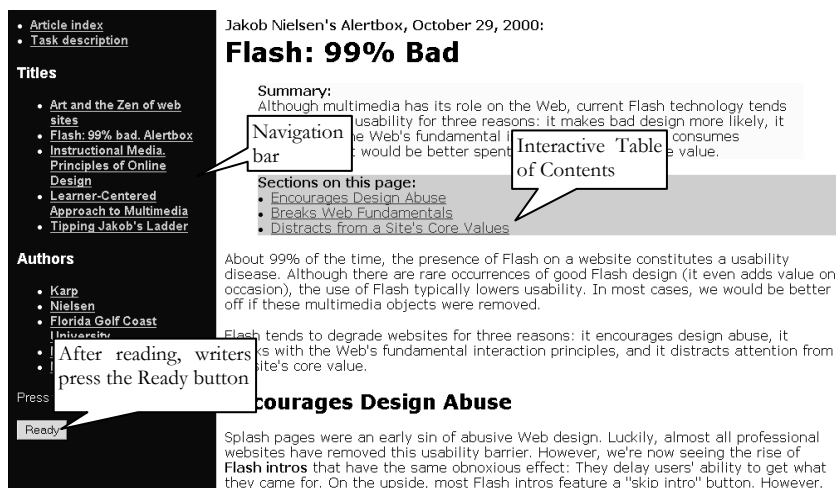 Article index
Task description
Titles
Art and the Zen of web
sites
Flash: 99% bad. Alertbox
Instructional Media.
Principles of Online
Design
Learner-Centered
Approach to Multimedia
Tipping Jakob's Ladder
Authors
Karp
Nielsen
Florida Golf Coast
University
Press
Ready
After reading, writers
press the Ready button
Navigation
bar
Jakob Nielsen's Alertbox, October 29, 2000:
Flash: 99% Bad
Summary:
Although multimedia has its role on the Web, current Flash technology tends
usability for three reasons: it makes bad design more likely, it
the Web's fundamental consumes
would be better spent value.
Interactive Table
of Contents
Sections on this page:
Encourages Design Abuse
Breaks Web Fundamentals
Distracts from a Site's Core Values
About 99% of the time, the presence of Flash on a website constitutes a usability
disease. Although there are rare occurrences of good Flash design (it even adds value on
occasion), the use of Flash typically lowers usability. In most cases, we would be better
off if these multimedia objects were removed.
Flash tends to degrade websites for three reasons: it encourages design abuse, it
with the Web's fundamental interaction principles, and it distracts attention from
site's core value.
Encourages Design Abuse
Splash pages were an early sin of abusive Web design. Luckily, almost all professional
websites have removed this usability barrier. However, we're now seeing the rise of
Flash intros that have the same obnoxious effect: They delay users' ability to get what
they came for. On the upside, most Flash intros feature a "skip intro" button. However,